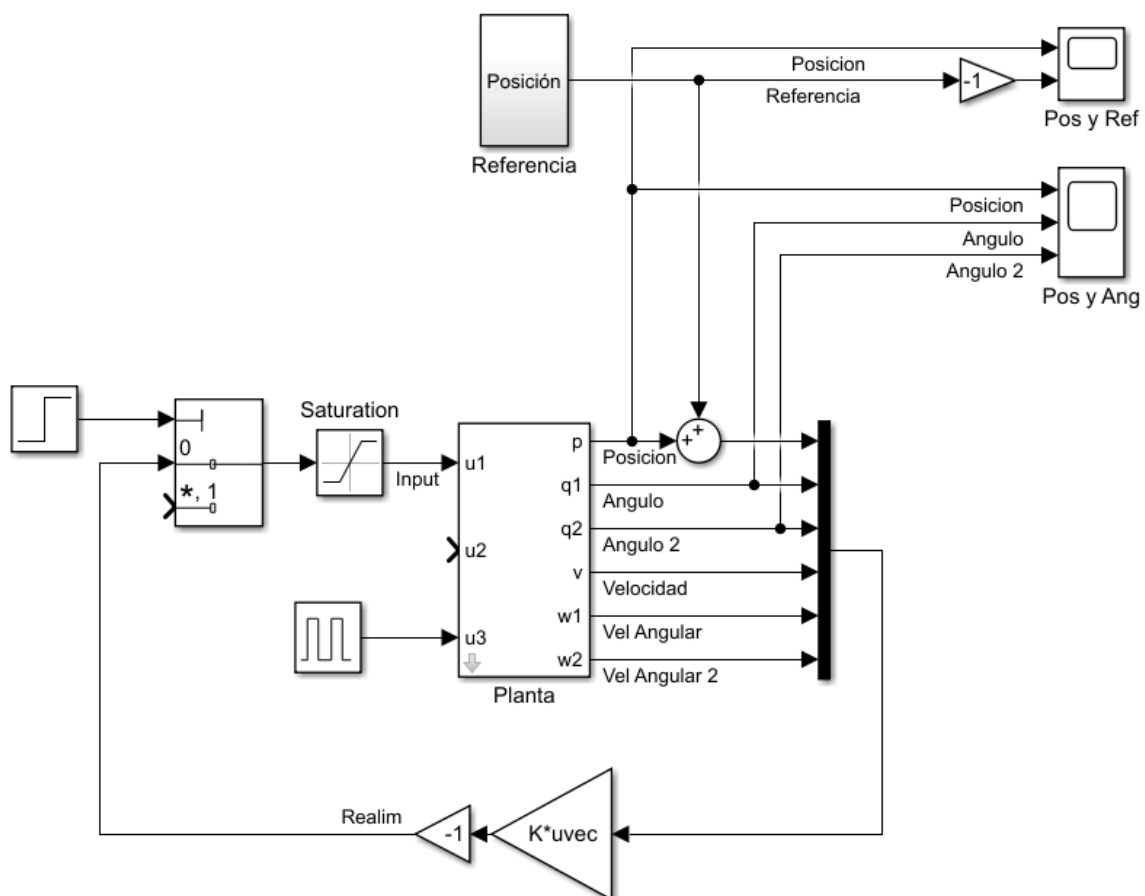 Posición
Referencia
Posicion
Referencia
-1
Pos y Ref
Posicion
Angulo
Angulo 2
Pos y Ang
0
*, 1
Saturation
Input
u1
u2
u3
p
q1
q2
v
w1
w2
Planta
Posicion
+
+
Angulo
Angulo 2
Velocidad
Vel Angular
Vel Angular 2
Realim
-1
K*uvec